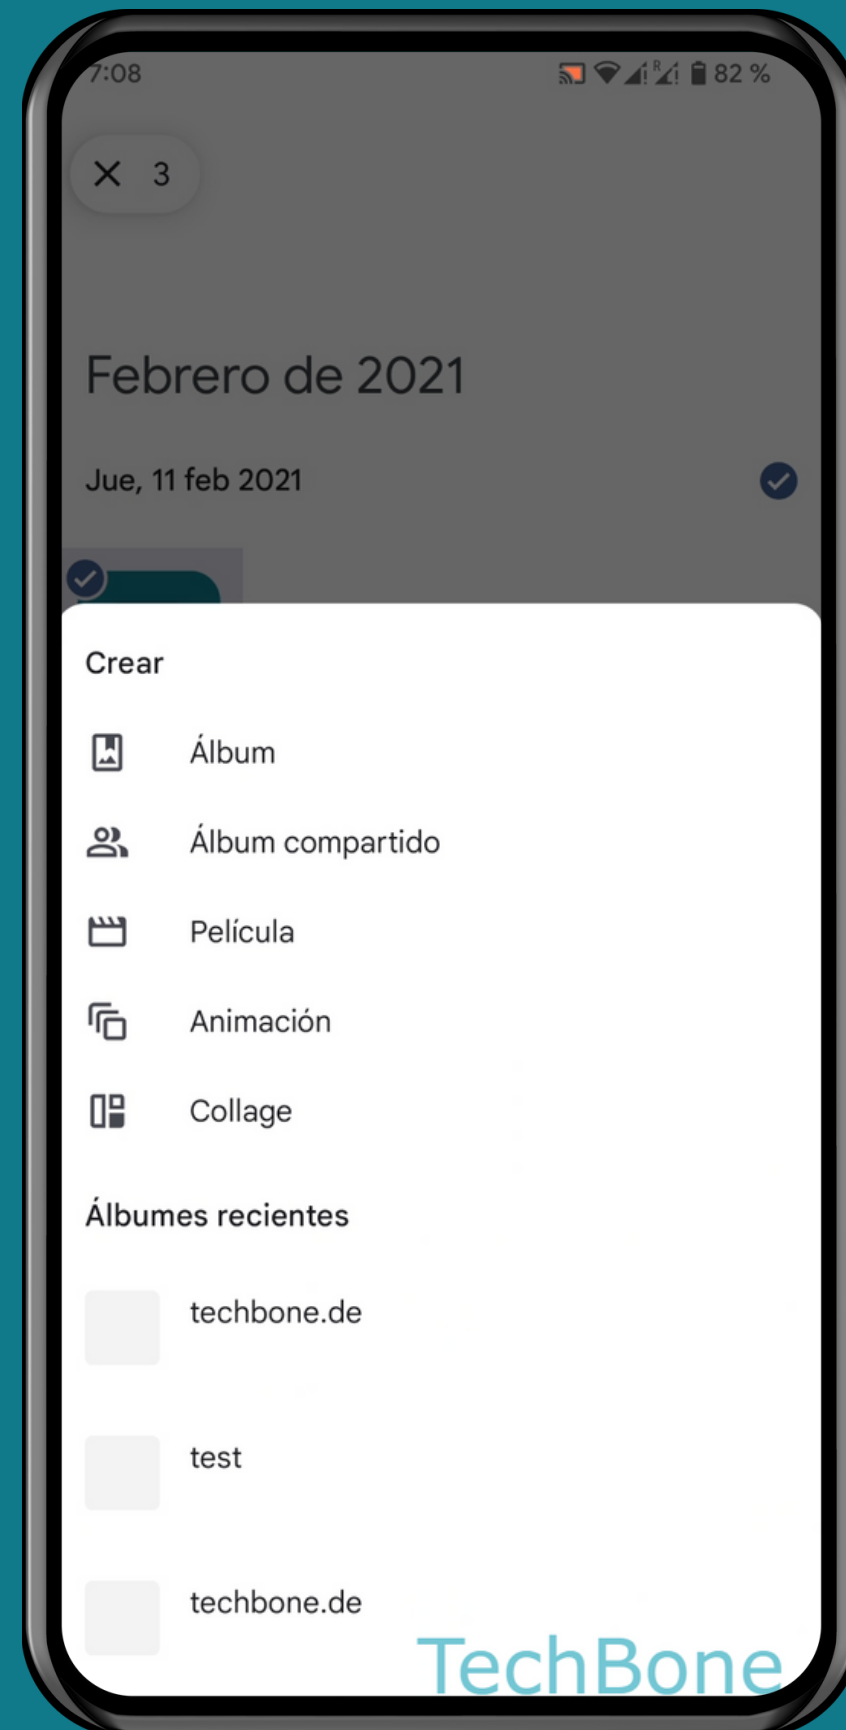 7:08
R
82 %
3
Febrero de 2021
Jue, 11 feb 2021
Crear
Álbum
Álbum compartido
Película
Animación
Collage
Álbumes recientes
techbone.de
test
techbone.de
TechBone